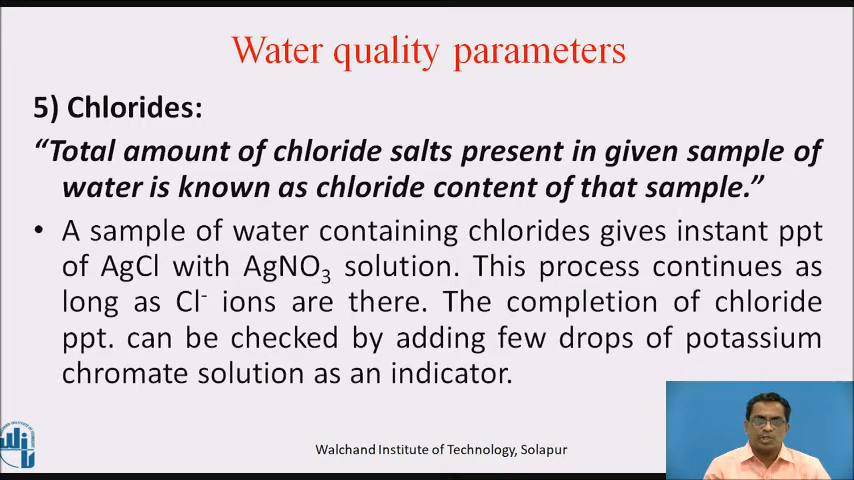 Water quality parameters
5) Chlorides:
“Total amount of chloride salts present in given sample of
water is known as chloride content of that sample.”
• A sample of water containing chlorides gives instant ppt
of AgCl with AgNO₃ solution. This process continues as
long as Cl⁻ ions are there. The completion of chloride
ppt. can be checked by adding few drops of potassium
chromate solution as an indicator.
Walchand Institute of Technology, Solapur